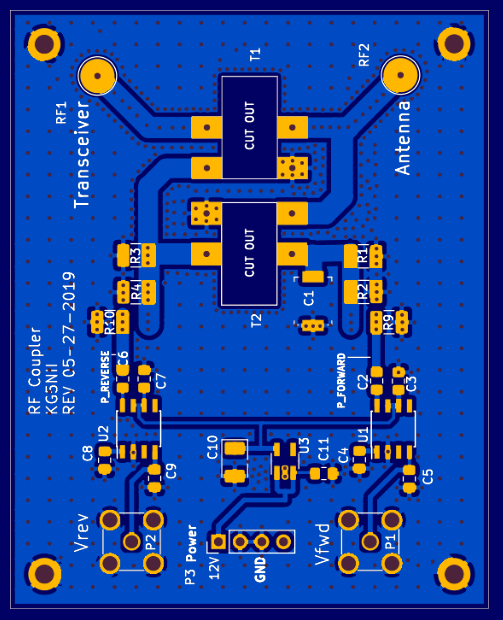 T1
RF2
RF1
Transceiver
Antenna
CUT OUT
CUT OUT
R3
R1
R4
R2
C1
T2
R10
R9
RF Coupler
KG5NII
REV 05-27-2019
P_REVERSE
C6
C7
P_FORWARD
C2
C3
U2
C8
C9
C10
U3
C11
C4
U1
C5
Vrev
P2
P3 Power
12V
GND
Vfwd
P1